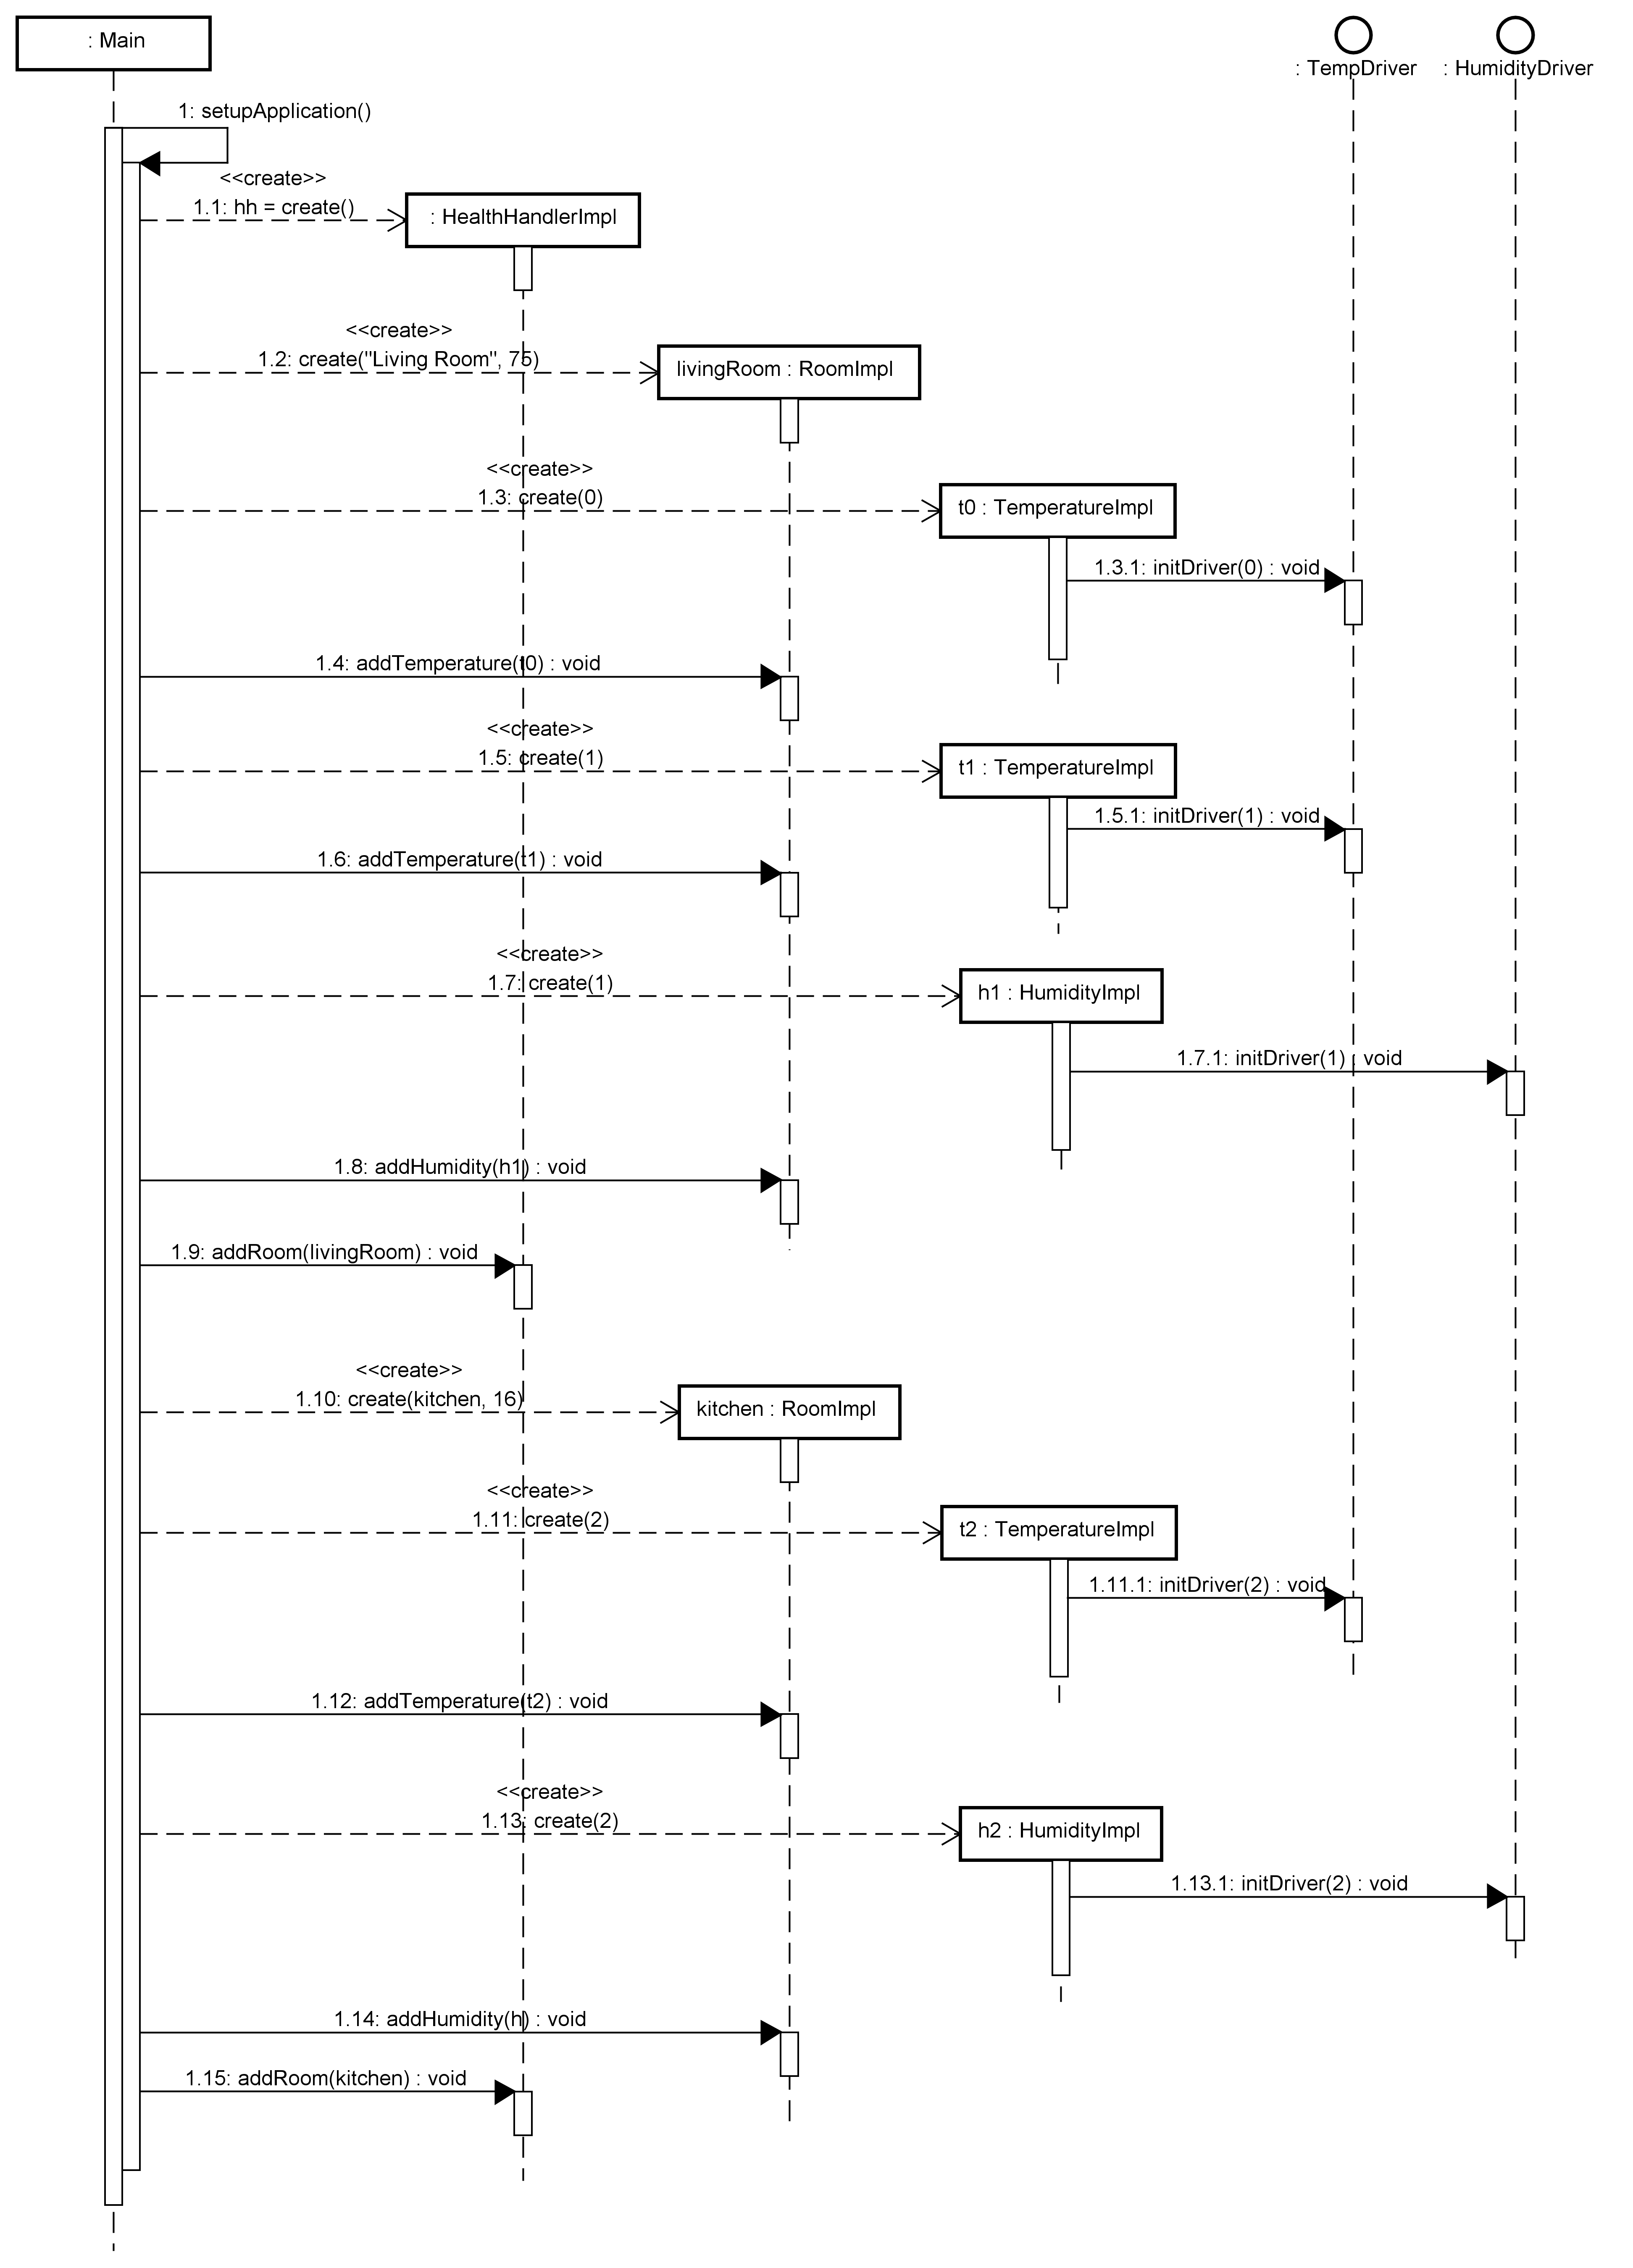 : Main
: TempDriver
: HumidityDriver
1: setupApplication()
<<create>>
1.1: hh = create()
: HealthHandlerImpl
<<create>>
1.2: create("Living Room", 75)
livingRoom : RoomImpl
<<create>>
1.3: create(0)
t0 : TemperatureImpl
1.3.1: initDriver(0) : void
1.4: addTemperature(t0) : void
<<create>>
1.5: create(1)
t1 : TemperatureImpl
1.5.1: initDriver(1) : void
1.6: addTemperature(t1) : void
<<create>>
1.7: create(1)
h1 : HumidityImpl
1.7.1: initDriver(1) : void
1.8: addHumidity(h1) : void
1.9: addRoom(livingRoom) : void
<<create>>
1.10: create(kitchen, 16)
kitchen : RoomImpl
<<create>>
1.11: create(2)
t2 : TemperatureImpl
1.11.1: initDriver(2) : void
1.12: addTemperature(t2) : void
<<create>>
1.13: create(2)
h2 : HumidityImpl
1.13.1: initDriver(2) : void
1.14: addHumidity(h) : void
1.15: addRoom(kitchen) : void